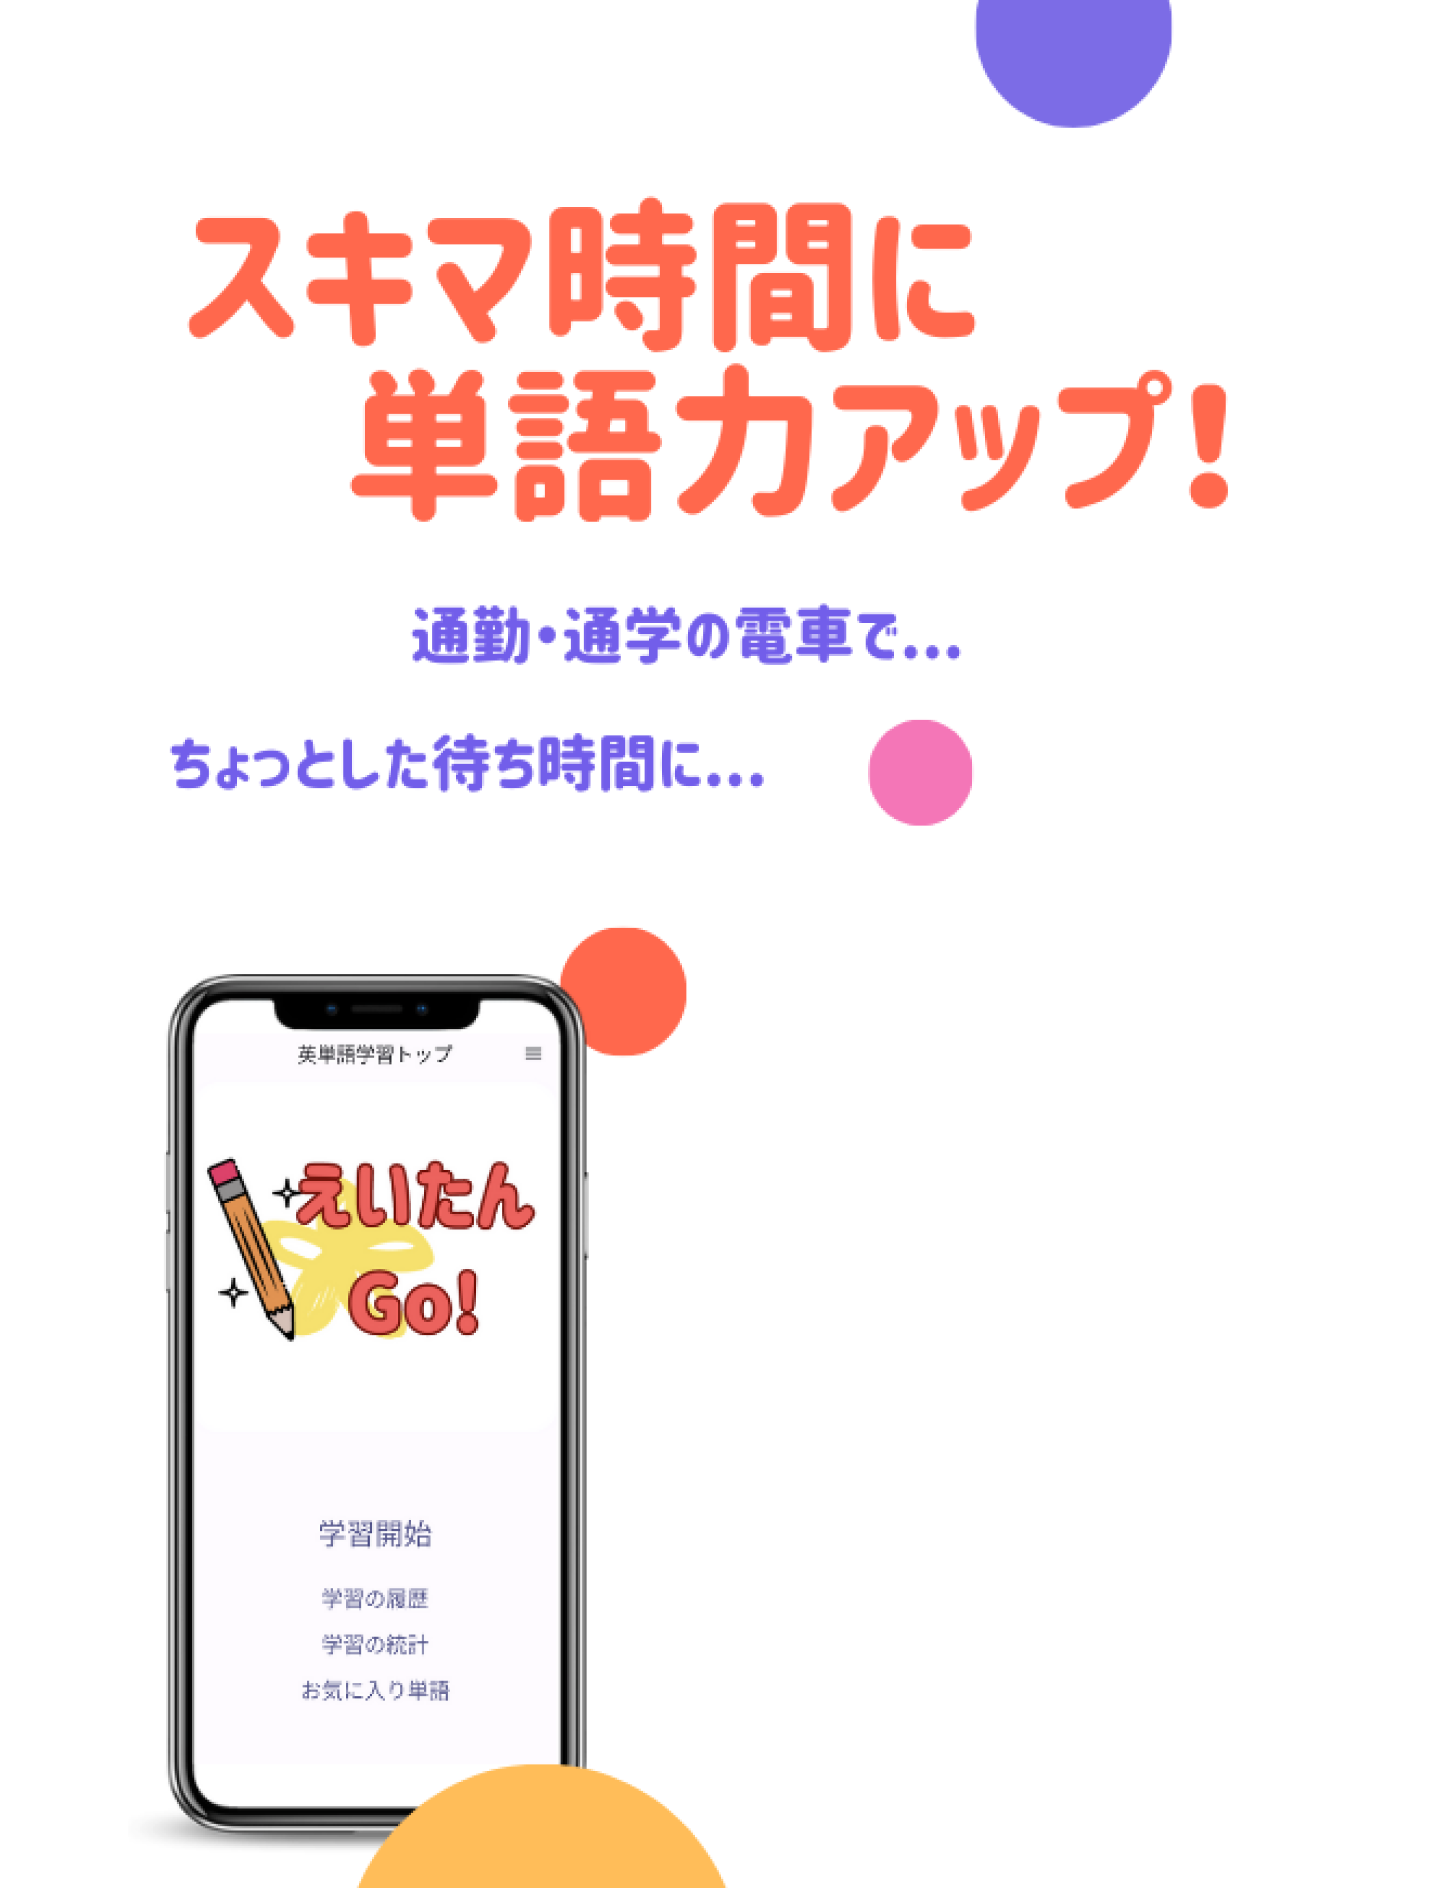 スキマ時間に
単語力アップ!
通勤・通学の電車で...
ちょっとした待ち時間に...
英単語学習トップ
えいたん
Go!
学習開始
学習の履歴
学習の統計
お気に入り単語